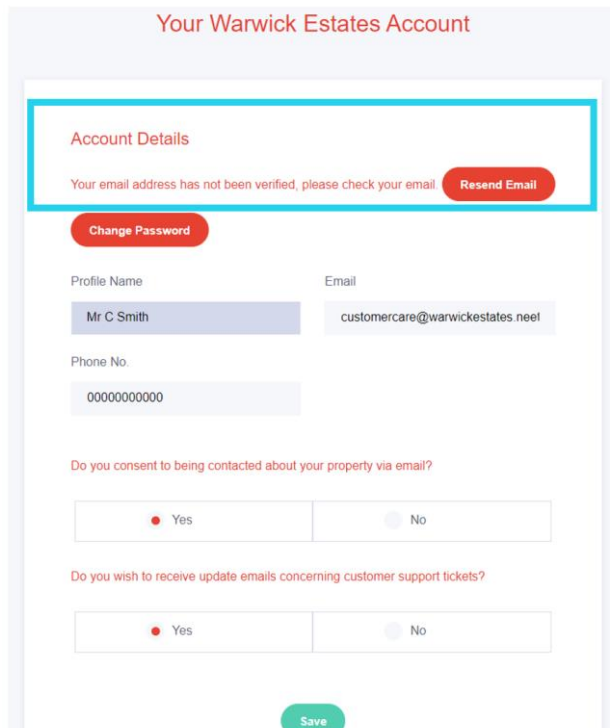 Your Warwick Estates Account
Account Details
Your email address has not been verified, please check your email. Resend Email
Change Password
Profile Name Email
Mr C Smith customercare@warwickestates.neet
Phone No.
00000000000
Do you consent to being contacted about your property via email?
Yes No
Do you wish to receive update emails concerning customer support tickets?
Yes No
Save